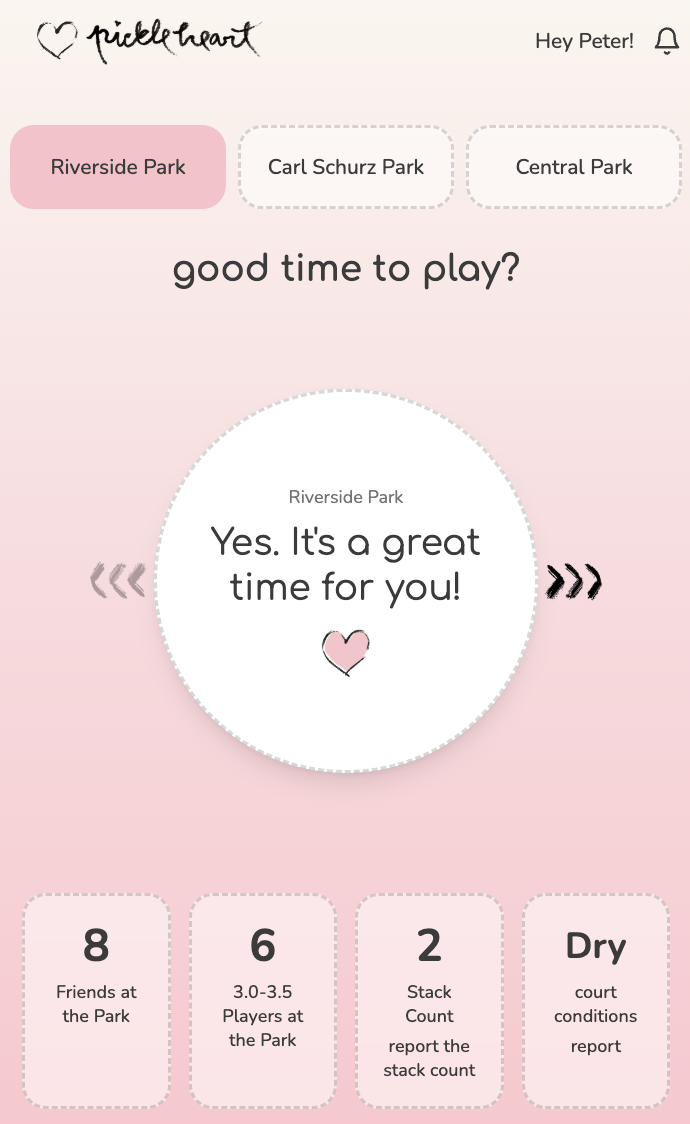 pickleheart
Hey Peter!
Riverside Park
Carl Schurz Park
Central Park
good time to play?
Riverside Park
Yes. It's a great
time for you!
8
Friends at
the Park
6
3.0-3.5
Players at
the Park
2
Stack
Count
report the
stack count
Dry
court
conditions
report